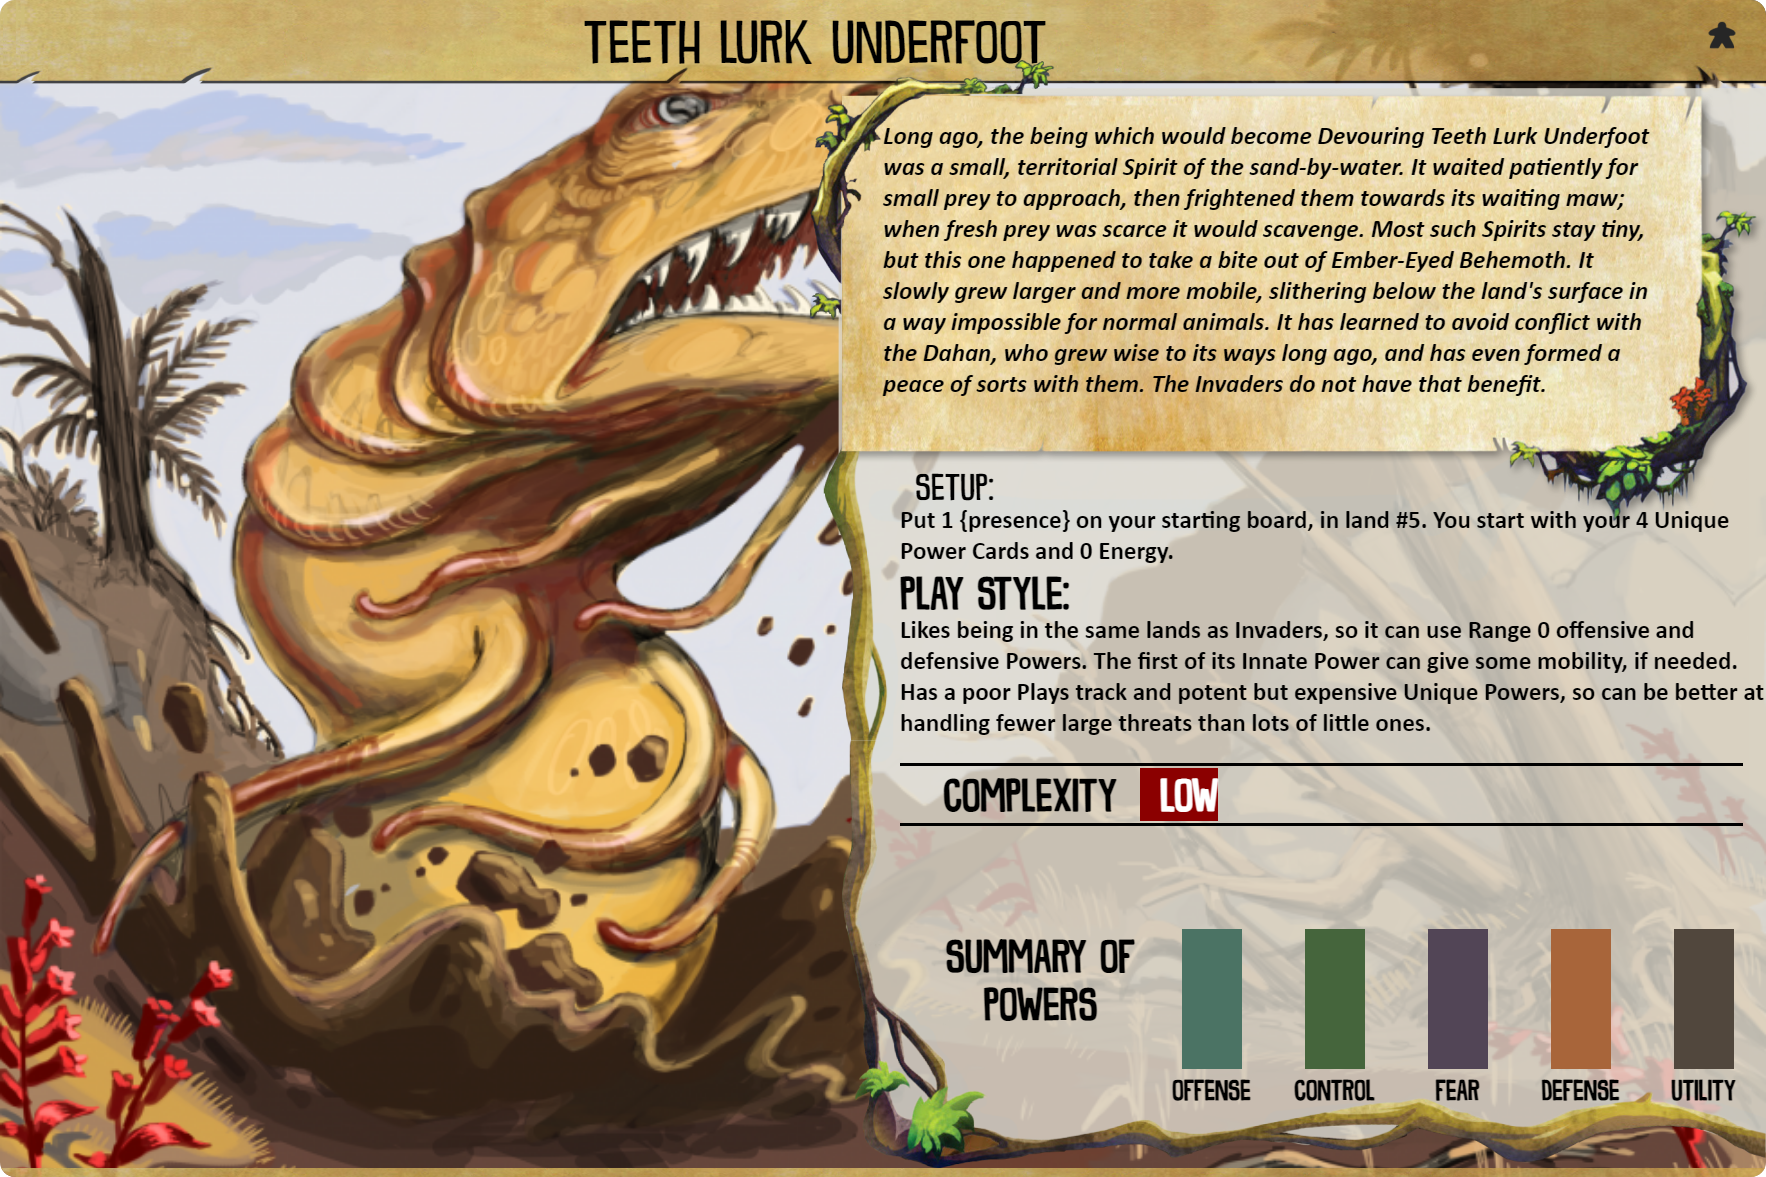 TEETH LURK UNDERFOOT
Long ago, the being which would become Devouring Teeth Lurk Underfoot
was a small, territorial Spirit of the sand-by-water. It waited patiently for
small prey to approach, then frightened them towards its waiting maw;
when fresh prey was scarce it would scavenge. Most such Spirits stay tiny,
but this one happened to take a bite out of Ember-Eyed Behemoth. It
slowly grew larger and more mobile, slithering below the land's surface in
a way impossible for normal animals. It has learned to avoid conflict with
the Dahan, who grew wise to its ways long ago, and has even formed a
peace of sorts with them. The Invaders do not have that benefit.
SETUP:
Put 1 {presence} on your starting board, in land #5. You start with your 4 Unique
Power Cards and 0 Energy.
PLAY STYLE:
Likes being in the same lands as Invaders, so it can use Range 0 offensive and
defensive Powers. The first of its Innate Power can give some mobility, if needed.
Has a poor Plays track and potent but expensive Unique Powers, so can be better at
handling fewer large threats than lots of little ones.
COMPLEXITY LOW
SUMMARY OF
POWERS
OFFENSE CONTROL FEAR DEFENSE UTILITY